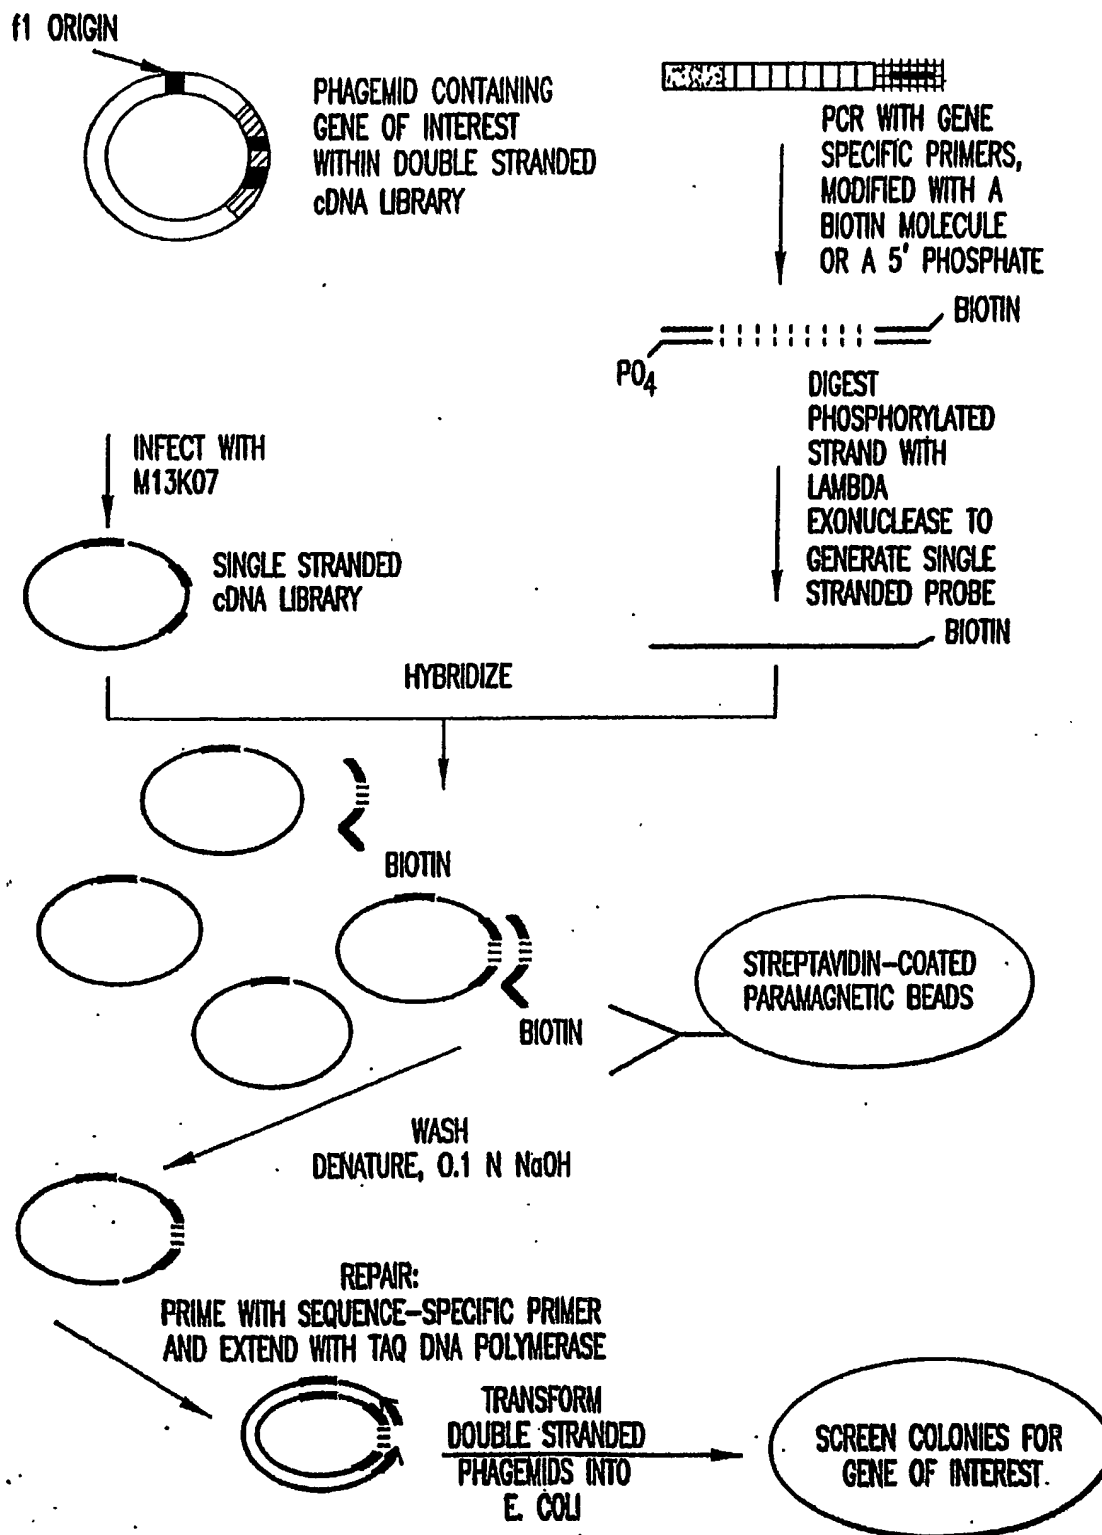 f1 ORIGIN
PHAGEMID CONTAINING
GENE OF INTEREST
WITHIN DOUBLE STRANDED
cDNA LIBRARY
PCR WITH GENE
SPECIFIC PRIMERS,
MODIFIED WITH A
BIOTIN MOLECULE
OR A 5' PHOSPHATE
BIOTIN
PO4
DIGEST
PHOSPHORYLATED
STRAND WITH
LAMBDA
EXONUCLEASE TO
GENERATE SINGLE
STRANDED PROBE
BIOTIN
INFECT WITH
M13K07
SINGLE STRANDED
cDNA LIBRARY
HYBRIDIZE
BIOTIN
BIOTIN
STREPTAVIDIN-COATED
PARAMAGNETIC BEADS
WASH
DENATURE, 0.1 N NaOH
REPAIR:
PRIME WITH SEQUENCE-SPECIFIC PRIMER
AND EXTEND WITH TAQ DNA POLYMERASE
TRANSFORM
DOUBLE STRANDED
PHAGEMIDS INTO
E. COLI
SCREEN COLONIES FOR
GENE OF INTEREST.